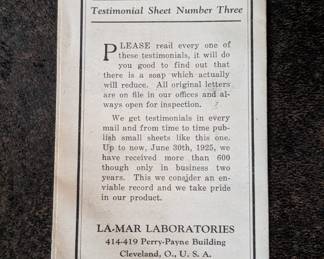 Testimonial Sheet Number Three
PLEASE read every one of
these testimonials, it will do
you good to find out that
there is a soap which actually
will reduce. All original letters
are on file in our offices and al-
ways open for inspection.
We get testimonials in every
mail and from time to time pub-
lish small sheets like this one.
Up to now, June 30th, 1925, we
have received more than 600
though only in business two
years. This we consider an en-
viable record and we take pride
in our product.
LA-MAR LABORATORIES
414-419 Perry-Payne Building
Cleveland, O., U. S. A.